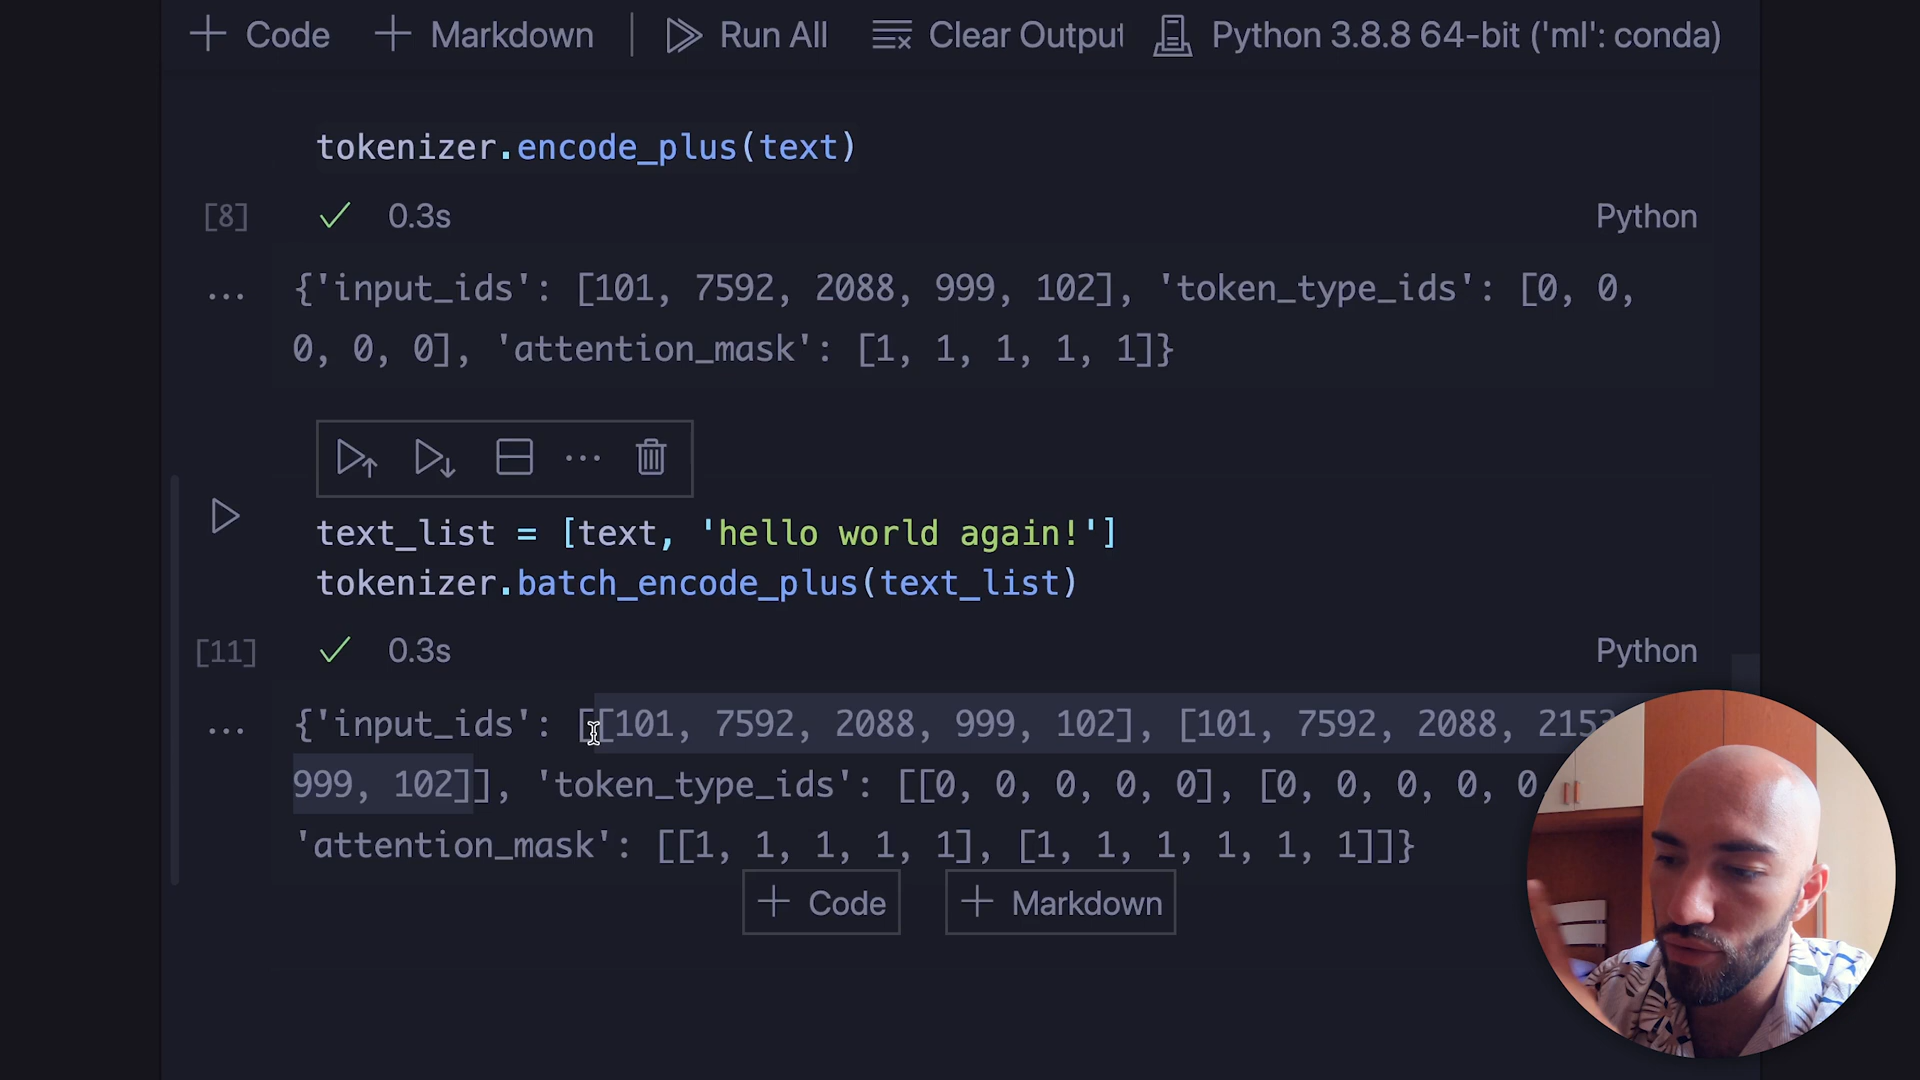 Code Markdown Run All Clear Output Python 3.8.8 64-bit ('ml': conda)
tokenizer.encode_plus(text)
[8] 0.3s Python
{'input_ids': [101, 7592, 2088, 999, 102], 'token_type_ids': [0, 0,
0, 0, 0], 'attention_mask': [1, 1, 1, 1, 1]}
text_list = [text, 'hello world again!']
tokenizer.batch_encode_plus(text_list)
[11] 0.3s Python
{'input_ids': [[101, 7592, 2088, 999, 102], [101, 7592, 2088, 2153
999, 102]], 'token_type_ids': [[0, 0, 0, 0, 0], [0, 0, 0, 0, 0
'attention_mask': [[1, 1, 1, 1, 1], [1, 1, 1, 1, 1, 1]]}
Code Markdown